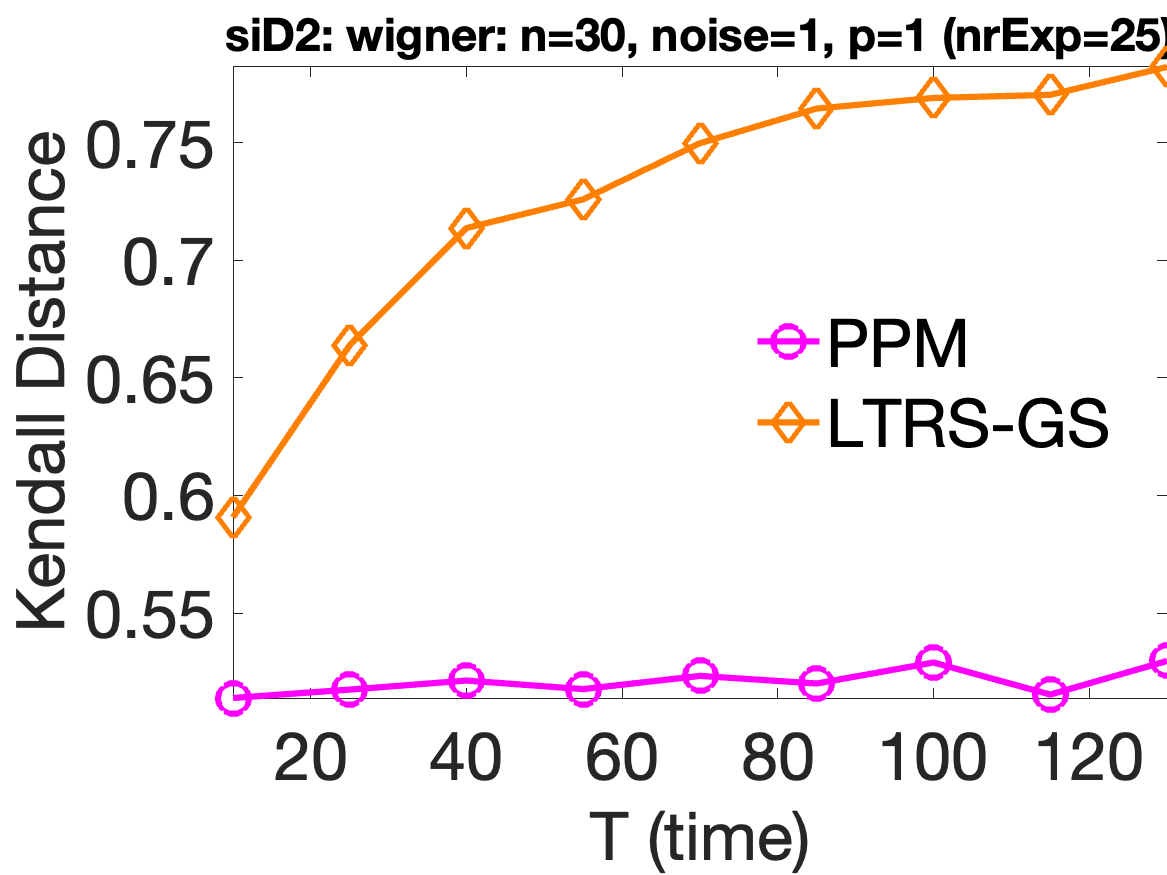 siD2: wigner: n=30, noise=1, p=1 (nrExp=25)
Kendall Distance
0.75
0.7
0.65
0.6
0.55
PPM
LTRS-GS
20 40 60 80 100 120
T (time)